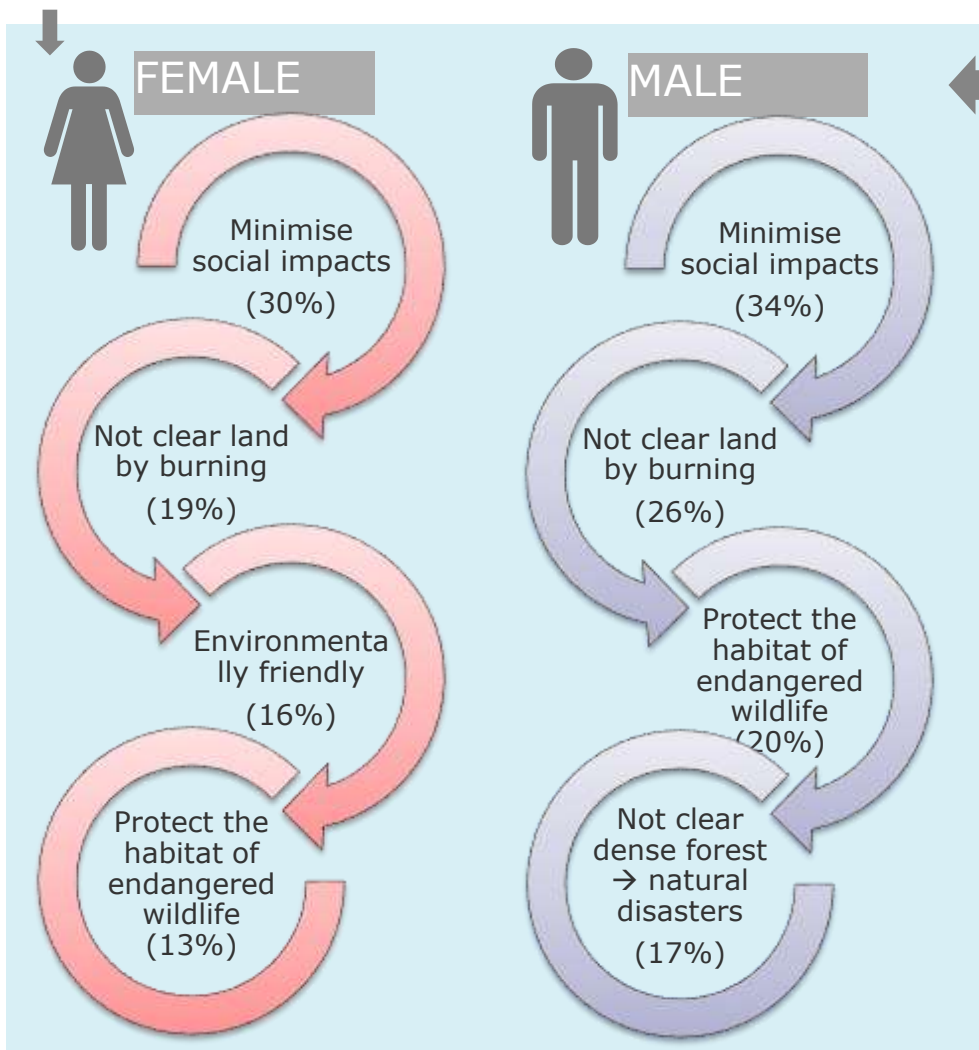 FEMALE
Minimise
social impacts
(30%)
Not clear land
by burning
(19%)
Environmenta
lly friendly
(16%)
Protect the
habitat of
endangered
wildlife
(13%)
MALE
Minimise
social impacts
(34%)
Not clear land
by burning
(26%)
Protect the
habitat of
endangered
wildlife
(20%)
Not clear
dense forest
→ natural
disasters
(17%)